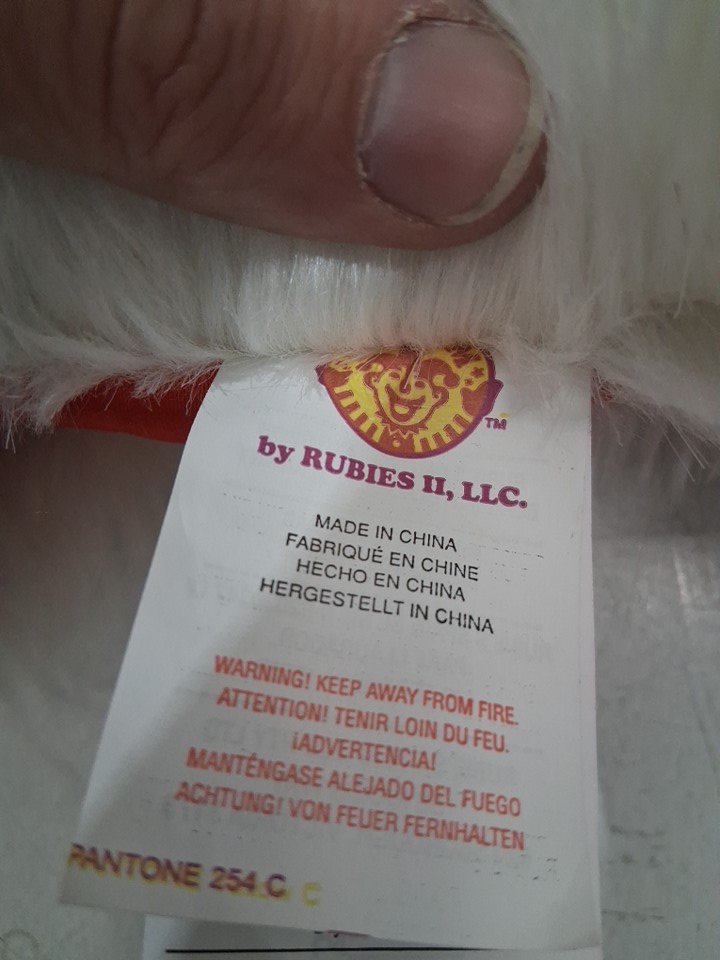 TM
by RUBIES II, LLC.
MADE IN CHINA
FABRIQUÉ EN CHINE
HECHO EN CHINA
HERGESTELLT IN CHINA
WARNING! KEEP AWAY FROM FIRE.
ATTENTION! TENIR LOIN DU FEU.
¡ADVERTENCIA!
MANTÉNGASE ALEJADO DEL FUEGO
ACHTUNG! VON FEUER FERNHALTEN
PANTONE 254 C C